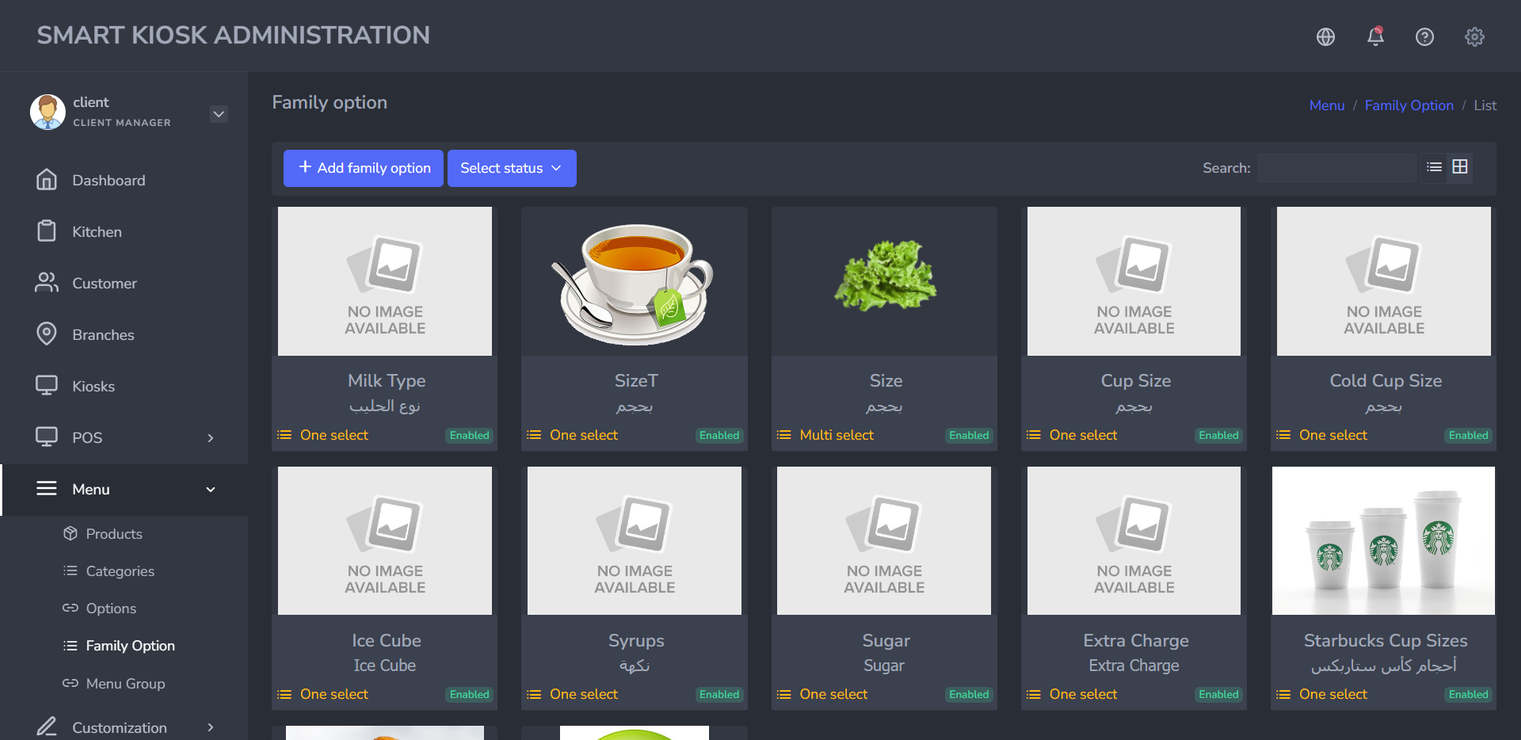 SMART KIOSK ADMINISTRATION
client
CLIENT MANAGER
Dashboard
Kitchen
Customer
Branches
Kiosks
POS
Menu
Products
Categories
Options
Family Option
Menu Group
Customization
Family option
Menu / Family Option / List
+ Add family option
Select status
Search:
NO IMAGE
AVAILABLE
Milk Type
نوع الحليب
One select
Enabled
SizeT
بحجم
One select
Enabled
Size
بحجم
Multi select
Enabled
NO IMAGE
AVAILABLE
Cup Size
بحجم
One select
Enabled
NO IMAGE
AVAILABLE
Cold Cup Size
بحجم
One select
Enabled
NO IMAGE
AVAILABLE
Ice Cube
Ice Cube
One select
Enabled
NO IMAGE
AVAILABLE
Syrups
نكهة
One select
Enabled
NO IMAGE
AVAILABLE
Sugar
Sugar
One select
Enabled
NO IMAGE
AVAILABLE
Extra Charge
Extra Charge
One select
Enabled
Starbucks Cup Sizes
أحجام كأس ستاربكس
One select
Enabled